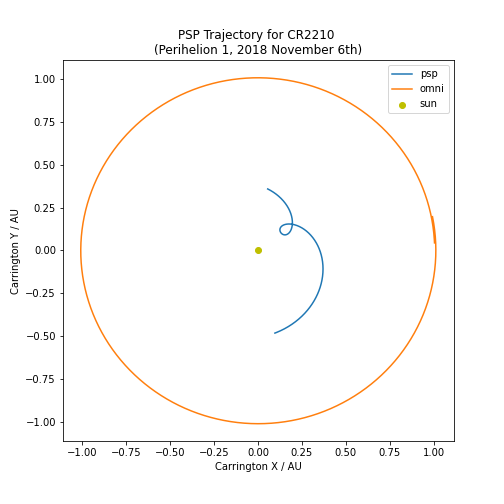 PSP Trajectory for CR2210
(Perihelion 1, 2018 November 6th)
psp
omni
sun
1.00
0.75
0.50
0.25
0.00
−0.25
−0.50
−0.75
−1.00
Carrington Y / AU
−1.00 −0.75 −0.50 −0.25 0.00 0.25 0.50 0.75 1.00
Carrington X / AU